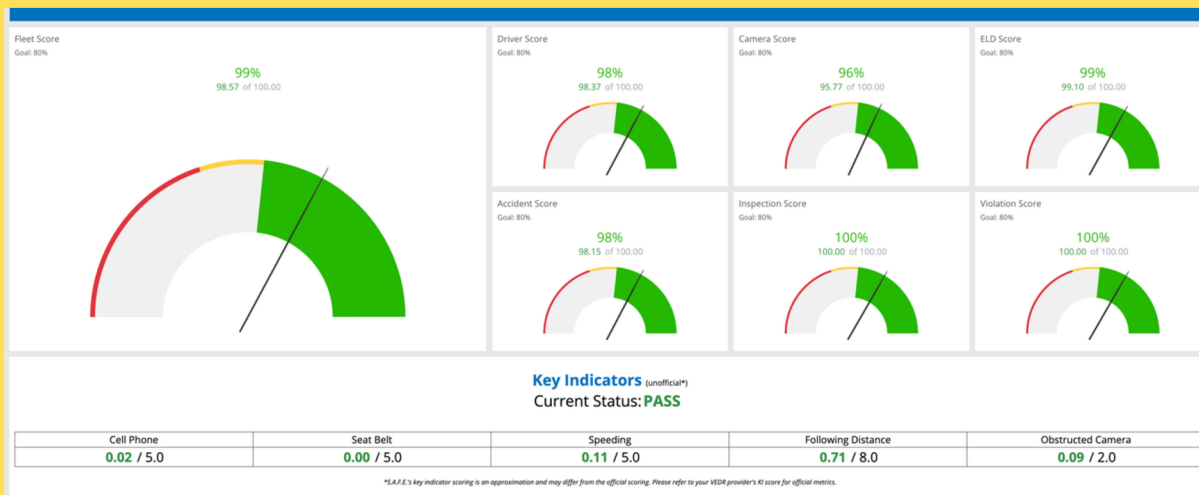 Fleet Score
Goal: 80%
99%
98.57 of 100.00
Driver Score
Goal: 80%
98%
98.37 of 100.00
Camera Score
Goal: 80%
96%
95.77 of 100.00
ELD Score
Goal: 80%
99%
99.10 of 100.00
Accident Score
Goal: 80%
98%
98.15 of 100.00
Inspection Score
Goal: 80%
100%
100.00 of 100.00
Violation Score
Goal: 80%
100%
100.00 of 100.00
Key Indicators (unofficial*)
Current Status: PASS
Cell Phone Seat Belt Speeding Following Distance Obstructed Camera
0.02 / 5.0 0.00 / 5.0 0.11 / 5.0 0.71 / 8.0 0.09 / 2.0
*S.A.F.E.'s key indicator scoring is an approximation and may differ from the official scoring. Please refer to your VEDR provider's KI score for official metrics.